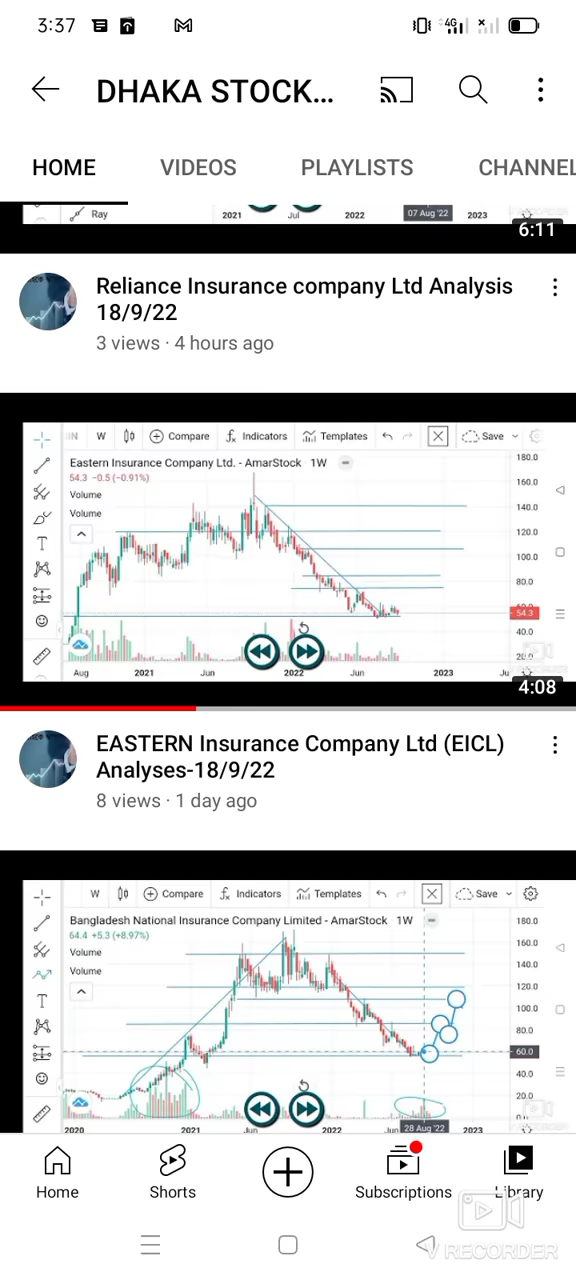 3:37
4G
DHAKA STOCK...
HOME VIDEOS PLAYLISTS CHANNEL
Ray
2021 Jul 2022 07 Aug '22 2023
6:11
Reliance Insurance company Ltd Analysis
18/9/22
3 views · 4 hours ago
W Compare Indicators Templates Save
Eastern Insurance Company Ltd. - AmarStock 1W
54.3 −0.5 (−0.91%)
Volume
Volume
180.0
160.0
140.0
120.0
100.0
80.0
54.3
40.0
20.0
Aug 2021 Jun 2022 Jun 2023 Ju
4:08
EASTERN Insurance Company Ltd (EICL)
Analyses-18/9/22
8 views · 1 day ago
W Compare Indicators Templates Save
Bangladesh National Insurance Company Limited - AmarStock 1W
64.4 +5.3 (+8.97%)
Volume
Volume
180.0
160.0
140.0
120.0
100.0
80.0
60.0
40.0
20.0
2020 2021 Jun 2022 Jun 28 Aug '22 2023
Home Shorts Subscriptions Library
V RECORDER